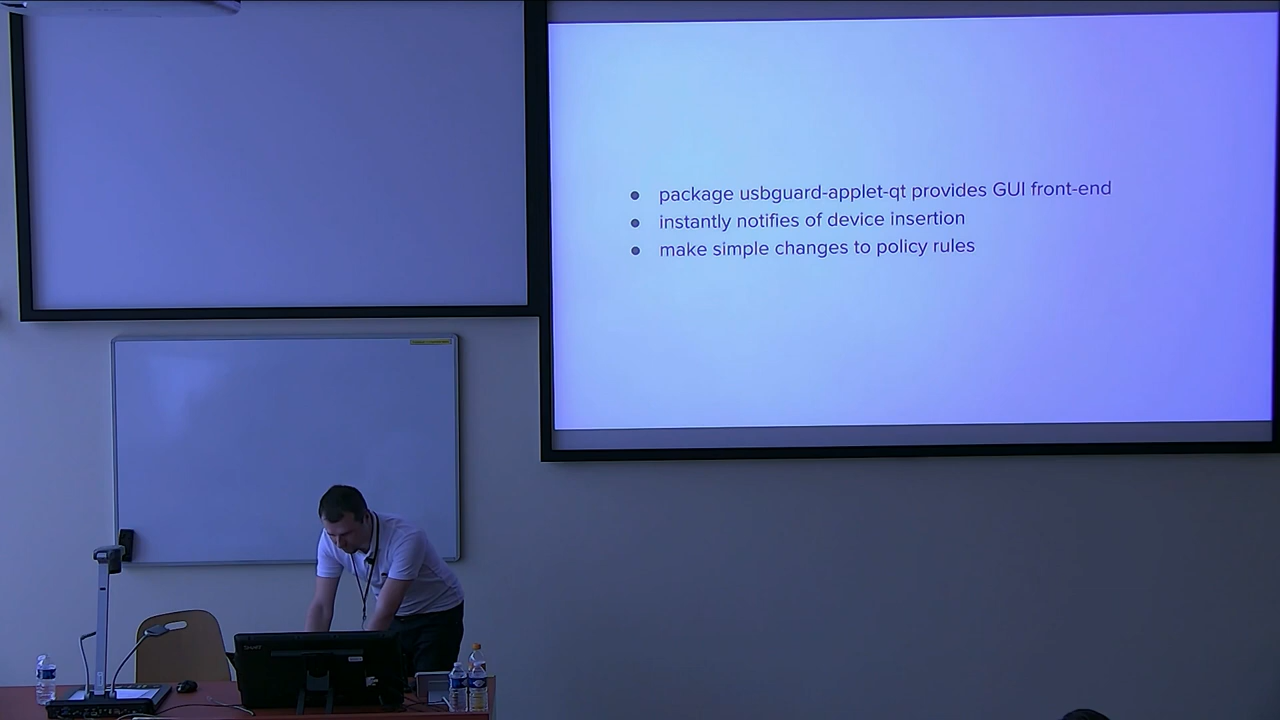 ● package usbguard-applet-qt provides GUI front-end
● instantly notifies of device insertion
● make simple changes to policy rules